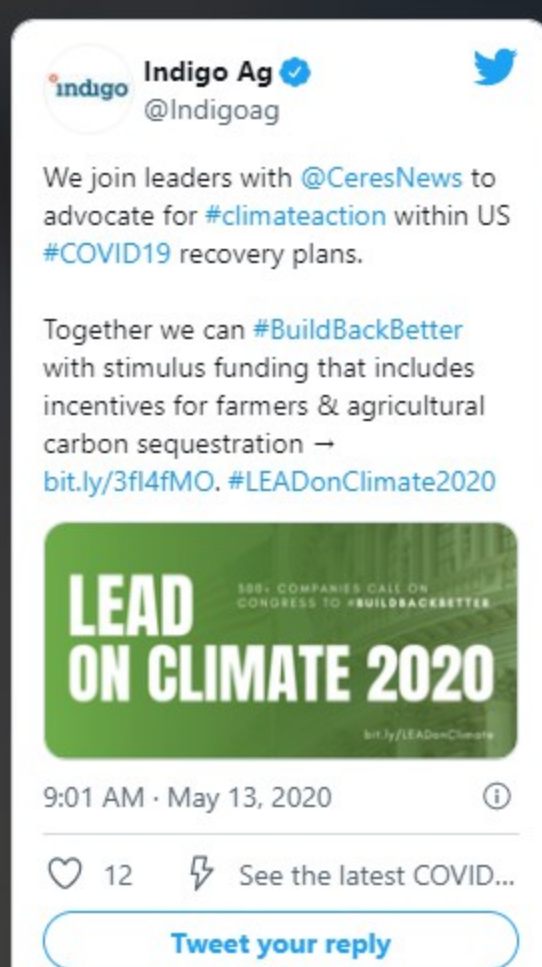 indigo
Indigo Ag
@Indigoag
We join leaders with @CeresNews to
advocate for #climateaction within US
#COVID19 recovery plans.
Together we can #BuildBackBetter
with stimulus funding that includes
incentives for farmers & agricultural
carbon sequestration →
bit.ly/3fI4fMO. #LEADonClimate2020
LEAD
ON CLIMATE 2020
300+ COMPANIES CALL ON
CONGRESS TO #BUILDBACKBETTER
bit.ly/LEADonClimate
9:01 AM · May 13, 2020
12
See the latest COVID...
Tweet your reply